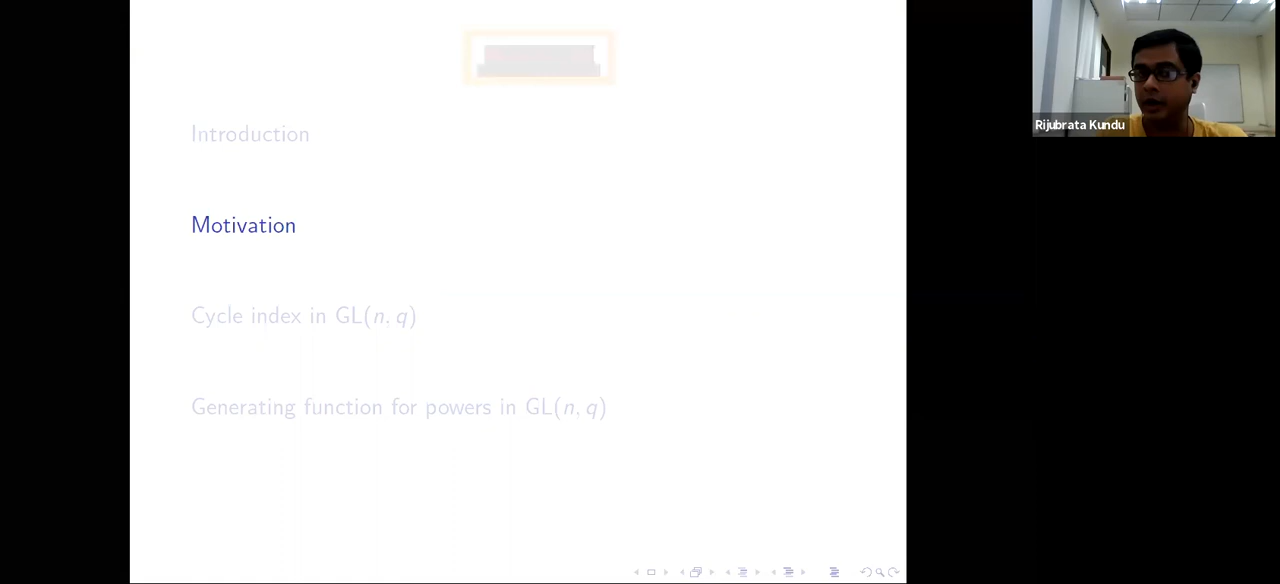 Introduction
Motivation
Cycle index in GL(n, q)
Generating function for powers in GL(n, q)
Rijubrata Kundu